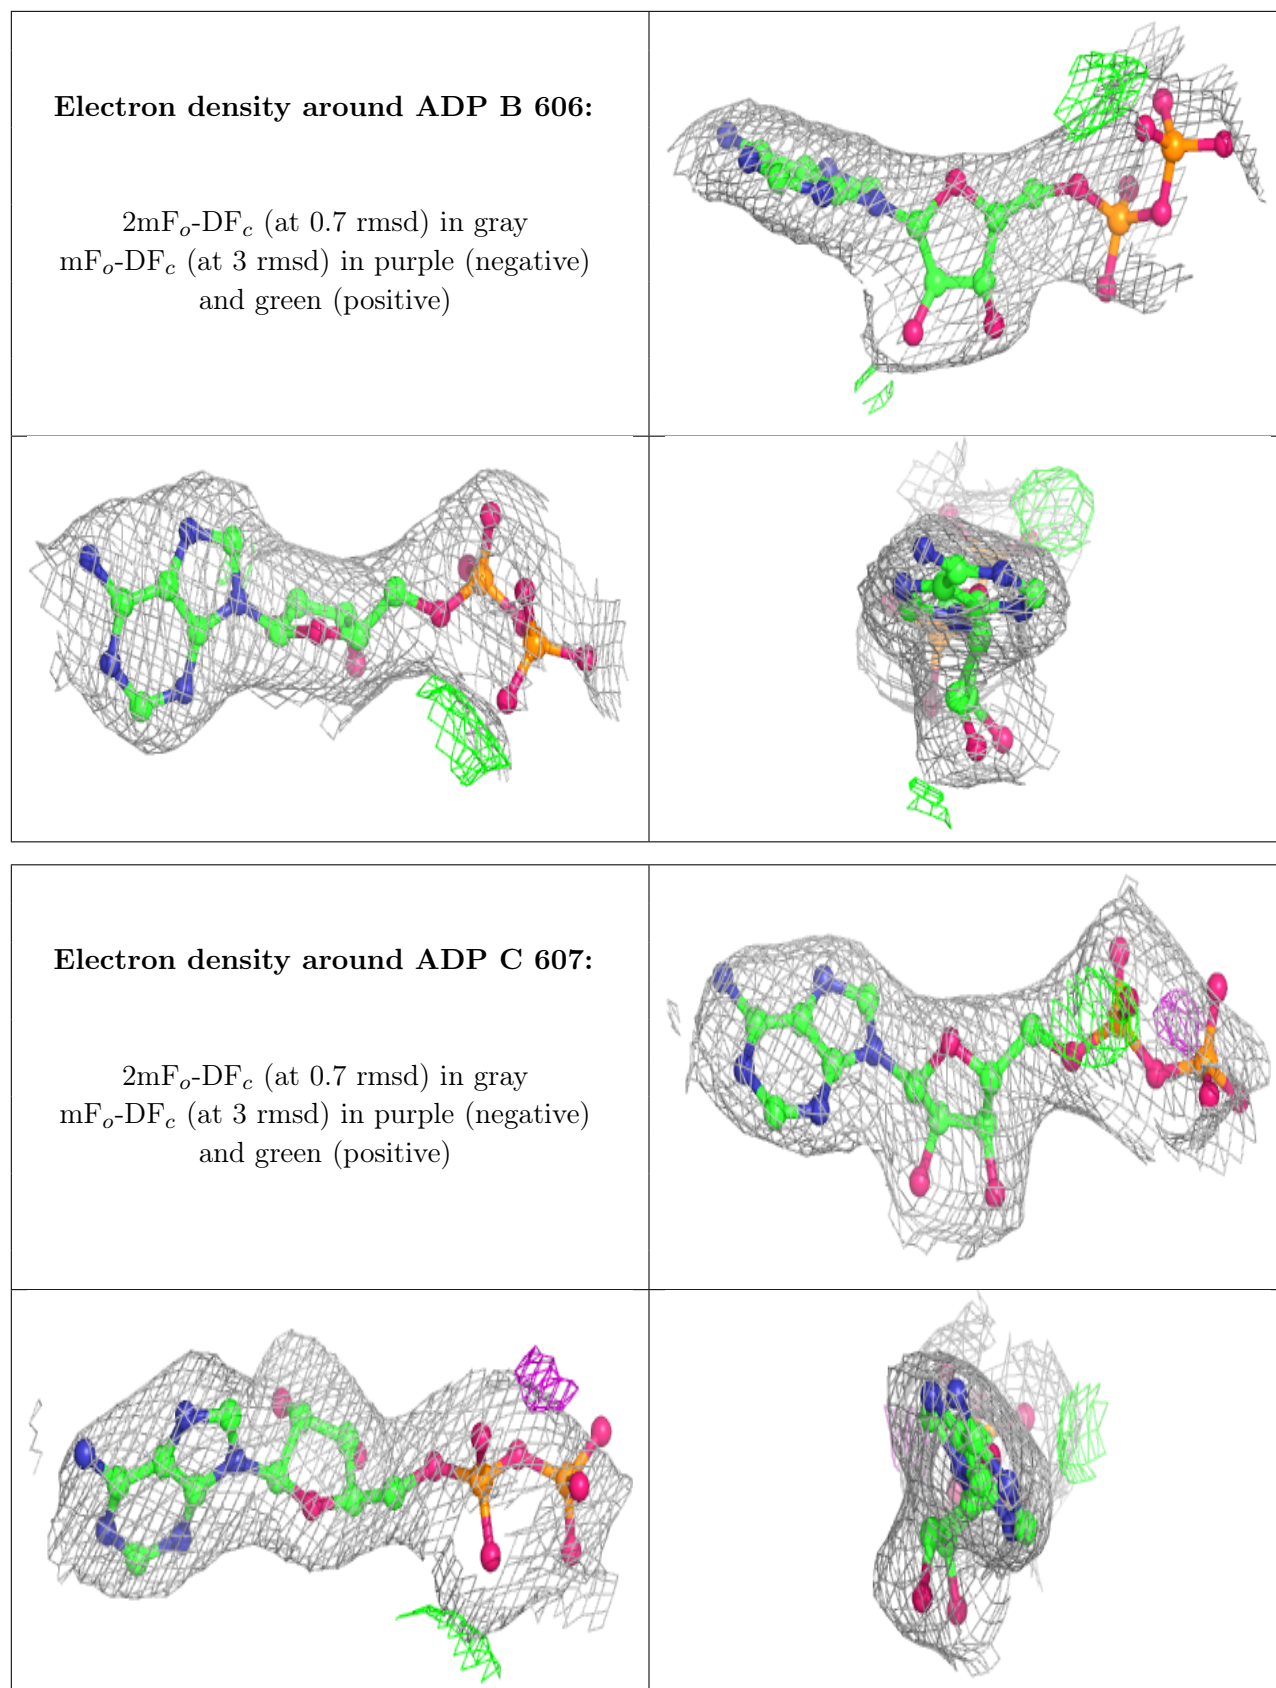 Electron density around ADP B 606:
2mFo-DFc (at 0.7 rmsd) in gray
mFo-DFc (at 3 rmsd) in purple (negative)
and green (positive)
Electron density around ADP C 607:
2mFo-DFc (at 0.7 rmsd) in gray
mFo-DFc (at 3 rmsd) in purple (negative)
and green (positive)